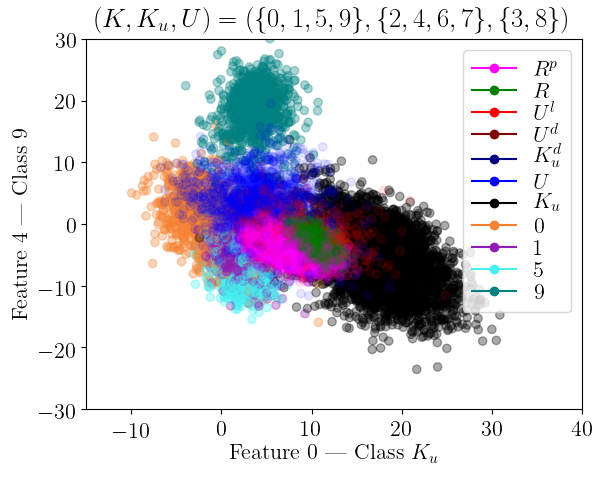 (K, K_u, U) = ({0, 1, 5, 9}, {2, 4, 6, 7}, {3, 8})
30
20
10
0
−10
−20
−30
Feature 4 — Class 9
R^p
R
U^l
U^d
K_u^d
U
K_u
0
1
5
9
−10
0
10
20
30
40
Feature 0 — Class K_u